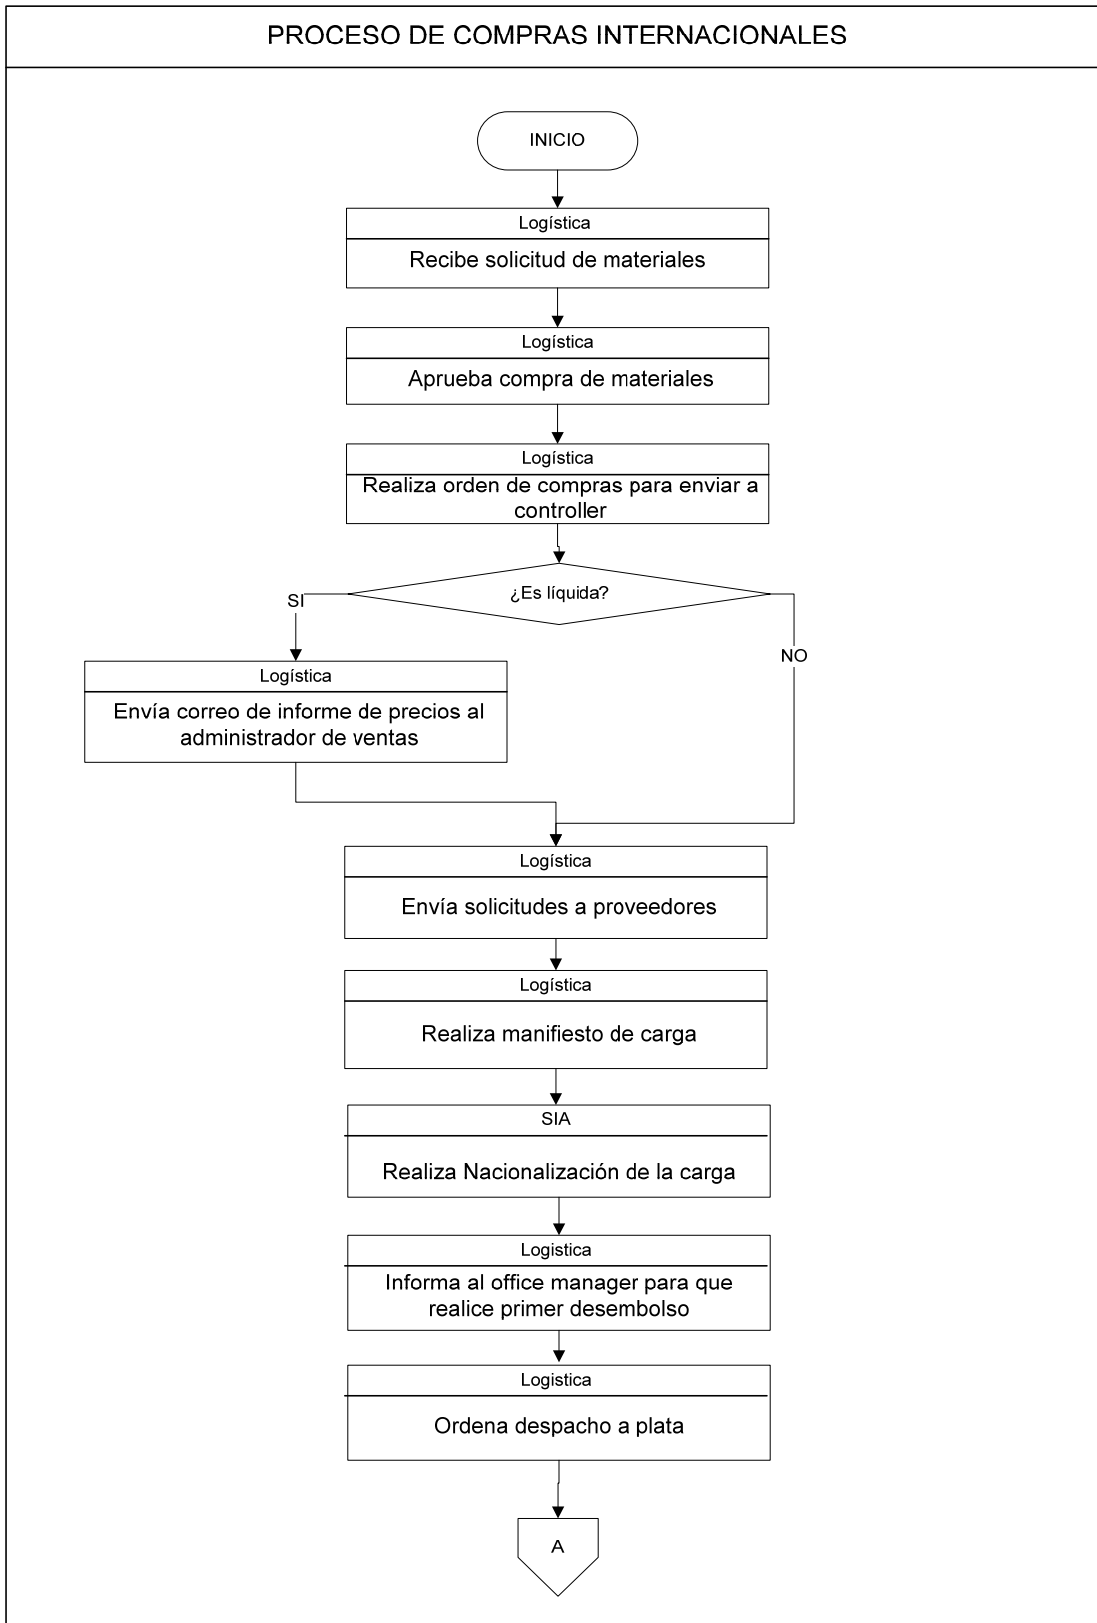 PROCESO DE COMPRAS INTERNACIONALES
INICIO
Logística
Recibe solicitud de materiales
Logística
Aprueba compra de materiales
Logística
Realiza orden de compras para enviar a
controller
¿Es líquida?
SI
NO
Logística
Envía correo de informe de precios al
administrador de ventas
Logística
Envía solicitudes a proveedores
Logística
Realiza manifiesto de carga
SIA
Realiza Nacionalización de la carga
Logistica
Informa al office manager para que
realice primer desembolso
Logistica
Ordena despacho a plata
A